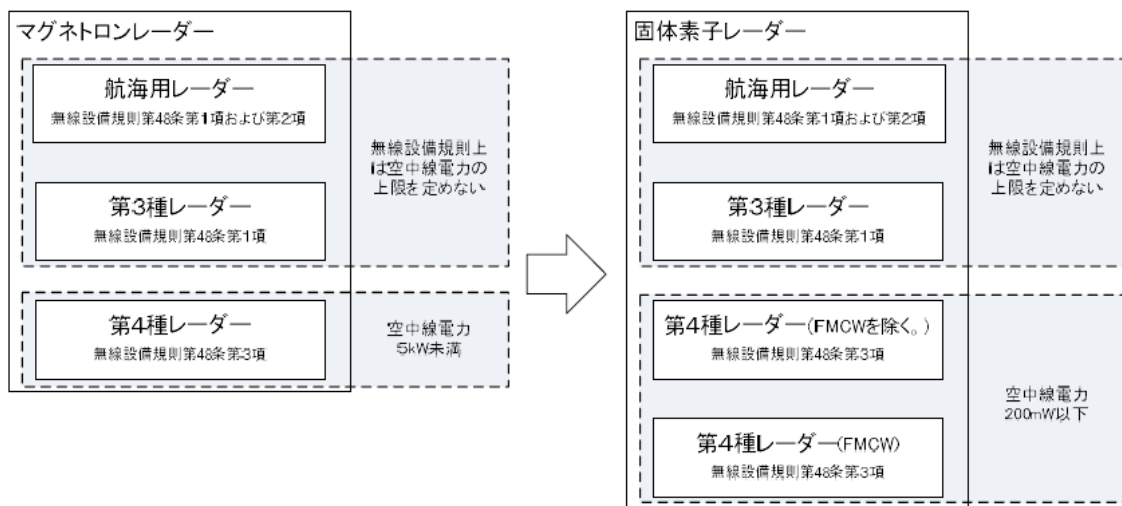 マグネトロンレーダー
航海用レーダー
無線設備規則第48条第1項および第2項
第3種レーダー
無線設備規則第48条第1項
無線設備規則上
は空中線電力の
上限を定めない
第4種レーダー
無線設備規則第48条第3項
空中線電力
5kW未満
固体素子レーダー
航海用レーダー
無線設備規則第48条第1項および第2項
第3種レーダー
無線設備規則第48条第1項
無線設備規則上
は空中線電力の
上限を定めない
第4種レーダー(FMCWを除く。)
無線設備規則第48条第3項
第4種レーダー(FMCW)
無線設備規則第48条第3項
空中線電力
200mW以下